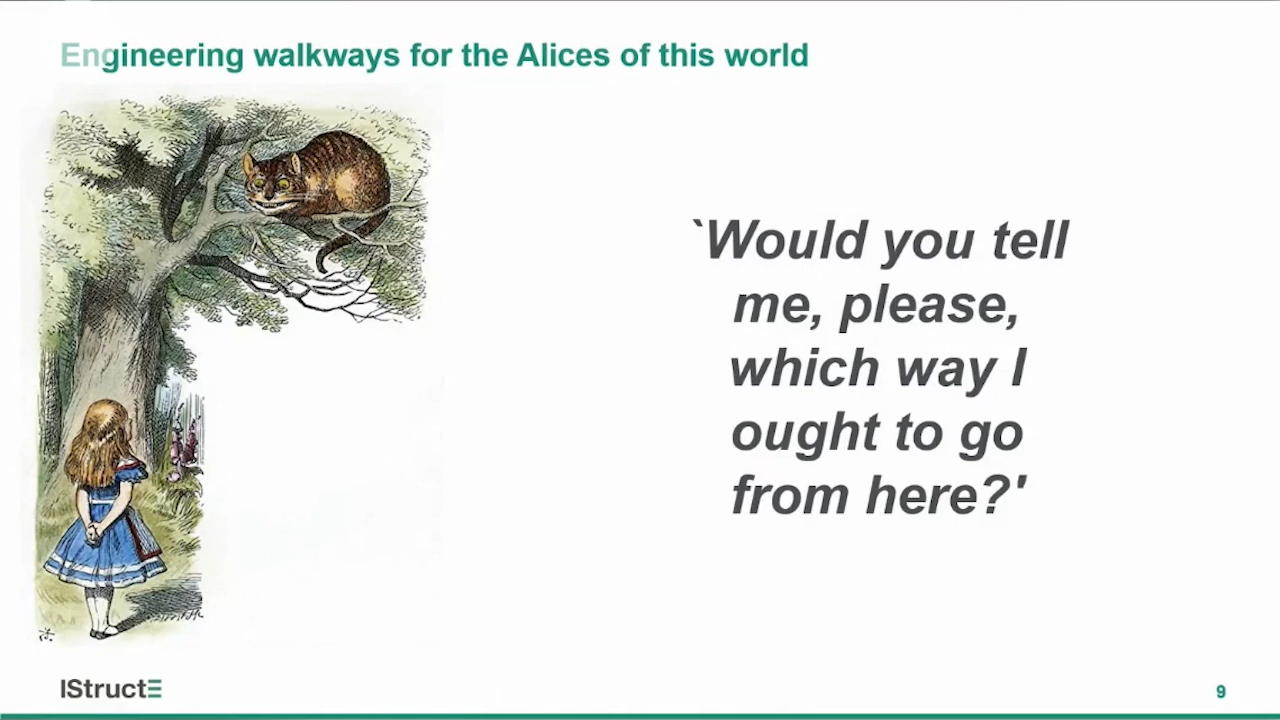 Engineering walkways for the Alices of this world
`Would you tell
me, please,
which way I
ought to go
from here?'
IStructE
9